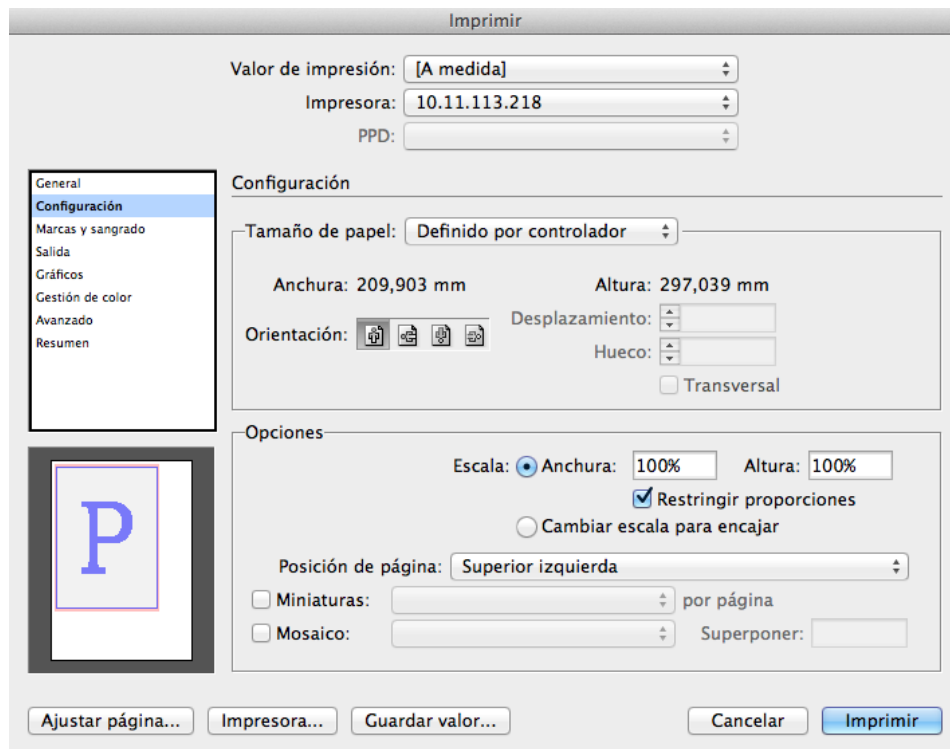 Imprimir
Valor de impresión: [A medida]
Impresora: 10.11.113.218
PPD:
General
Configuración
Marcas y sangrado
Salida
Gráficos
Gestión de color
Avanzado
Resumen
Configuración
Tamaño de papel: Definido por controlador
Anchura: 209,903 mm Altura: 297,039 mm
Orientación:
Desplazamiento:
Hueco:
Transversal
Opciones
Escala: Anchura: 100% Altura: 100%
Restringir proporciones
Cambiar escala para encajar
Posición de página: Superior izquierda
Miniaturas: por página
Mosaico: Superponer:
P
Ajustar página... Impresora... Guardar valor... Cancelar Imprimir